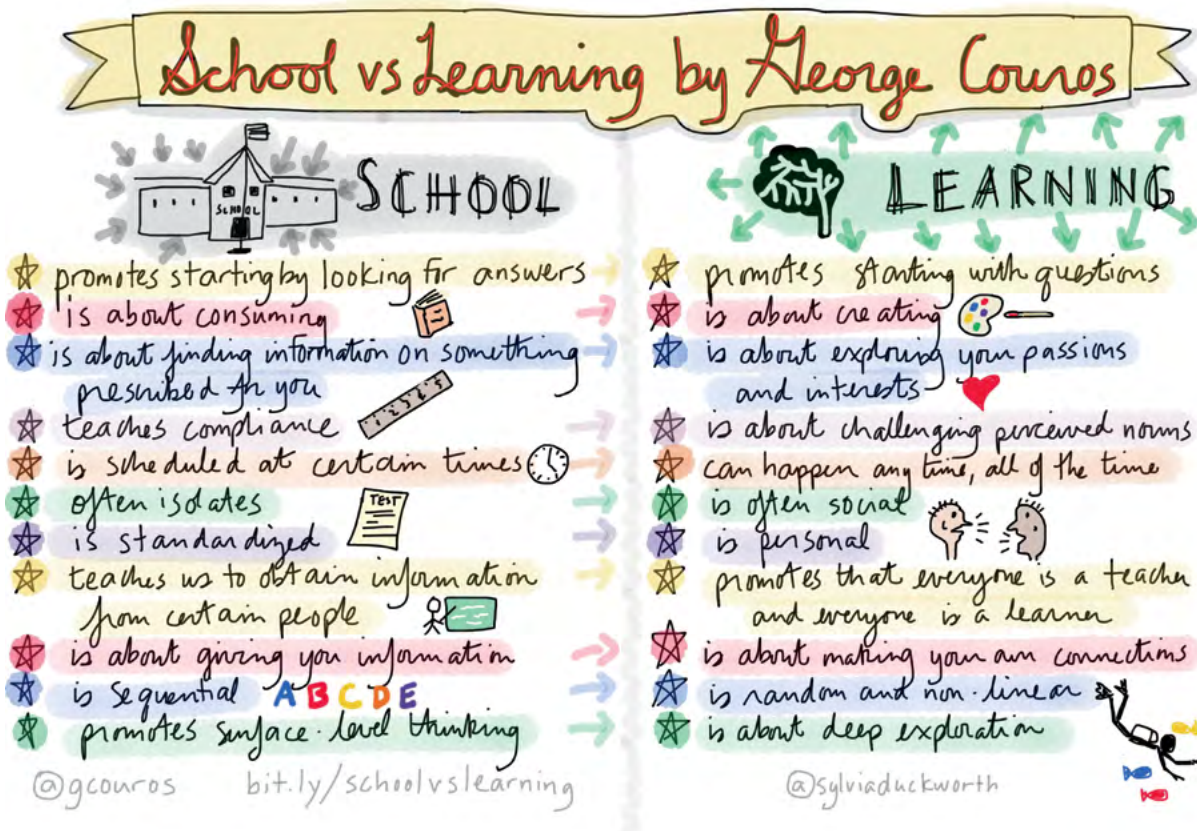 School vs Learning by George Couros
SCHOOL
SCHOOL
promotes starting by looking for answers
is about consuming
is about finding information on something
prescribed for you
1 2 3 4 5
teaches compliance
is scheduled at certain times
often isolates
TEST
is standardized
teaches us to obtain information
from certain people
is about giving you information
is sequential A B C D E
promotes surface-level thinking
@gcouros bit.ly/schoolvslearning
LEARNING
promotes starting with questions
is about creating
is about exploring your passions
and interests
is about challenging perceived norms
can happen any time, all of the time
is often social
is personal
promotes that everyone is a teacher
and everyone is a learner
is about making your own connections
is random and non-linear
is about deep exploration
@sylviaduckworth